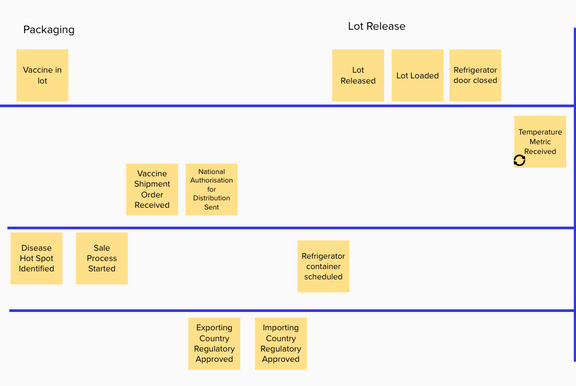 Packaging
Lot Release
Vaccine in
lot
Lot
Released
Lot Loaded
Refrigerator
door closed
Temperature
Metric
Received
Vaccine
Shipment
Order
Received
National
Authorisation
for
Distribution
Sent
Disease
Hot Spot
Identified
Sale
Process
Started
Refrigerator
container
scheduled
Exporting
Country
Regulatory
Approved
Importing
Country
Regulatory
Approved